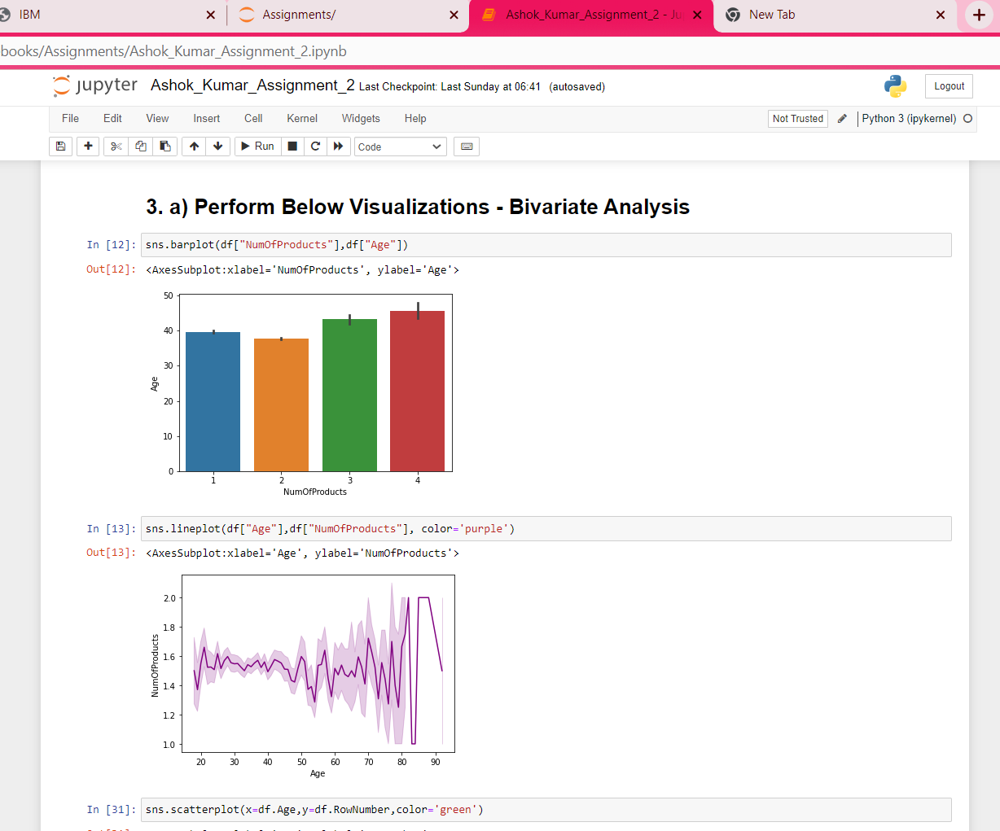 IBM
Assignments/
Ashok_Kumar_Assignment_2 - Ju
New Tab
books/Assignments/Ashok_Kumar_Assignment_2.ipynb
jupyter Ashok_Kumar_Assignment_2 Last Checkpoint: Last Sunday at 06:41 (autosaved)
Logout
File Edit View Insert Cell Kernel Widgets Help
Not Trusted
Python 3 (ipykernel)
Run
Code
3. a) Perform Below Visualizations - Bivariate Analysis
In [12]: sns.barplot(df["NumOfProducts"],df["Age"])
Out[12]: <AxesSubplot:xlabel='NumOfProducts', ylabel='Age'>
50
40
30
20
10
0
Age
1 2 3 4
NumOfProducts
In [13]: sns.lineplot(df["Age"],df["NumOfProducts"], color='purple')
Out[13]: <AxesSubplot:xlabel='Age', ylabel='NumOfProducts'>
2.0
1.8
1.6
1.4
1.2
1.0
NumOfProducts
20 30 40 50 60 70 80 90
Age
In [31]: sns.scatterplot(x=df.Age,y=df.RowNumber,color='green')